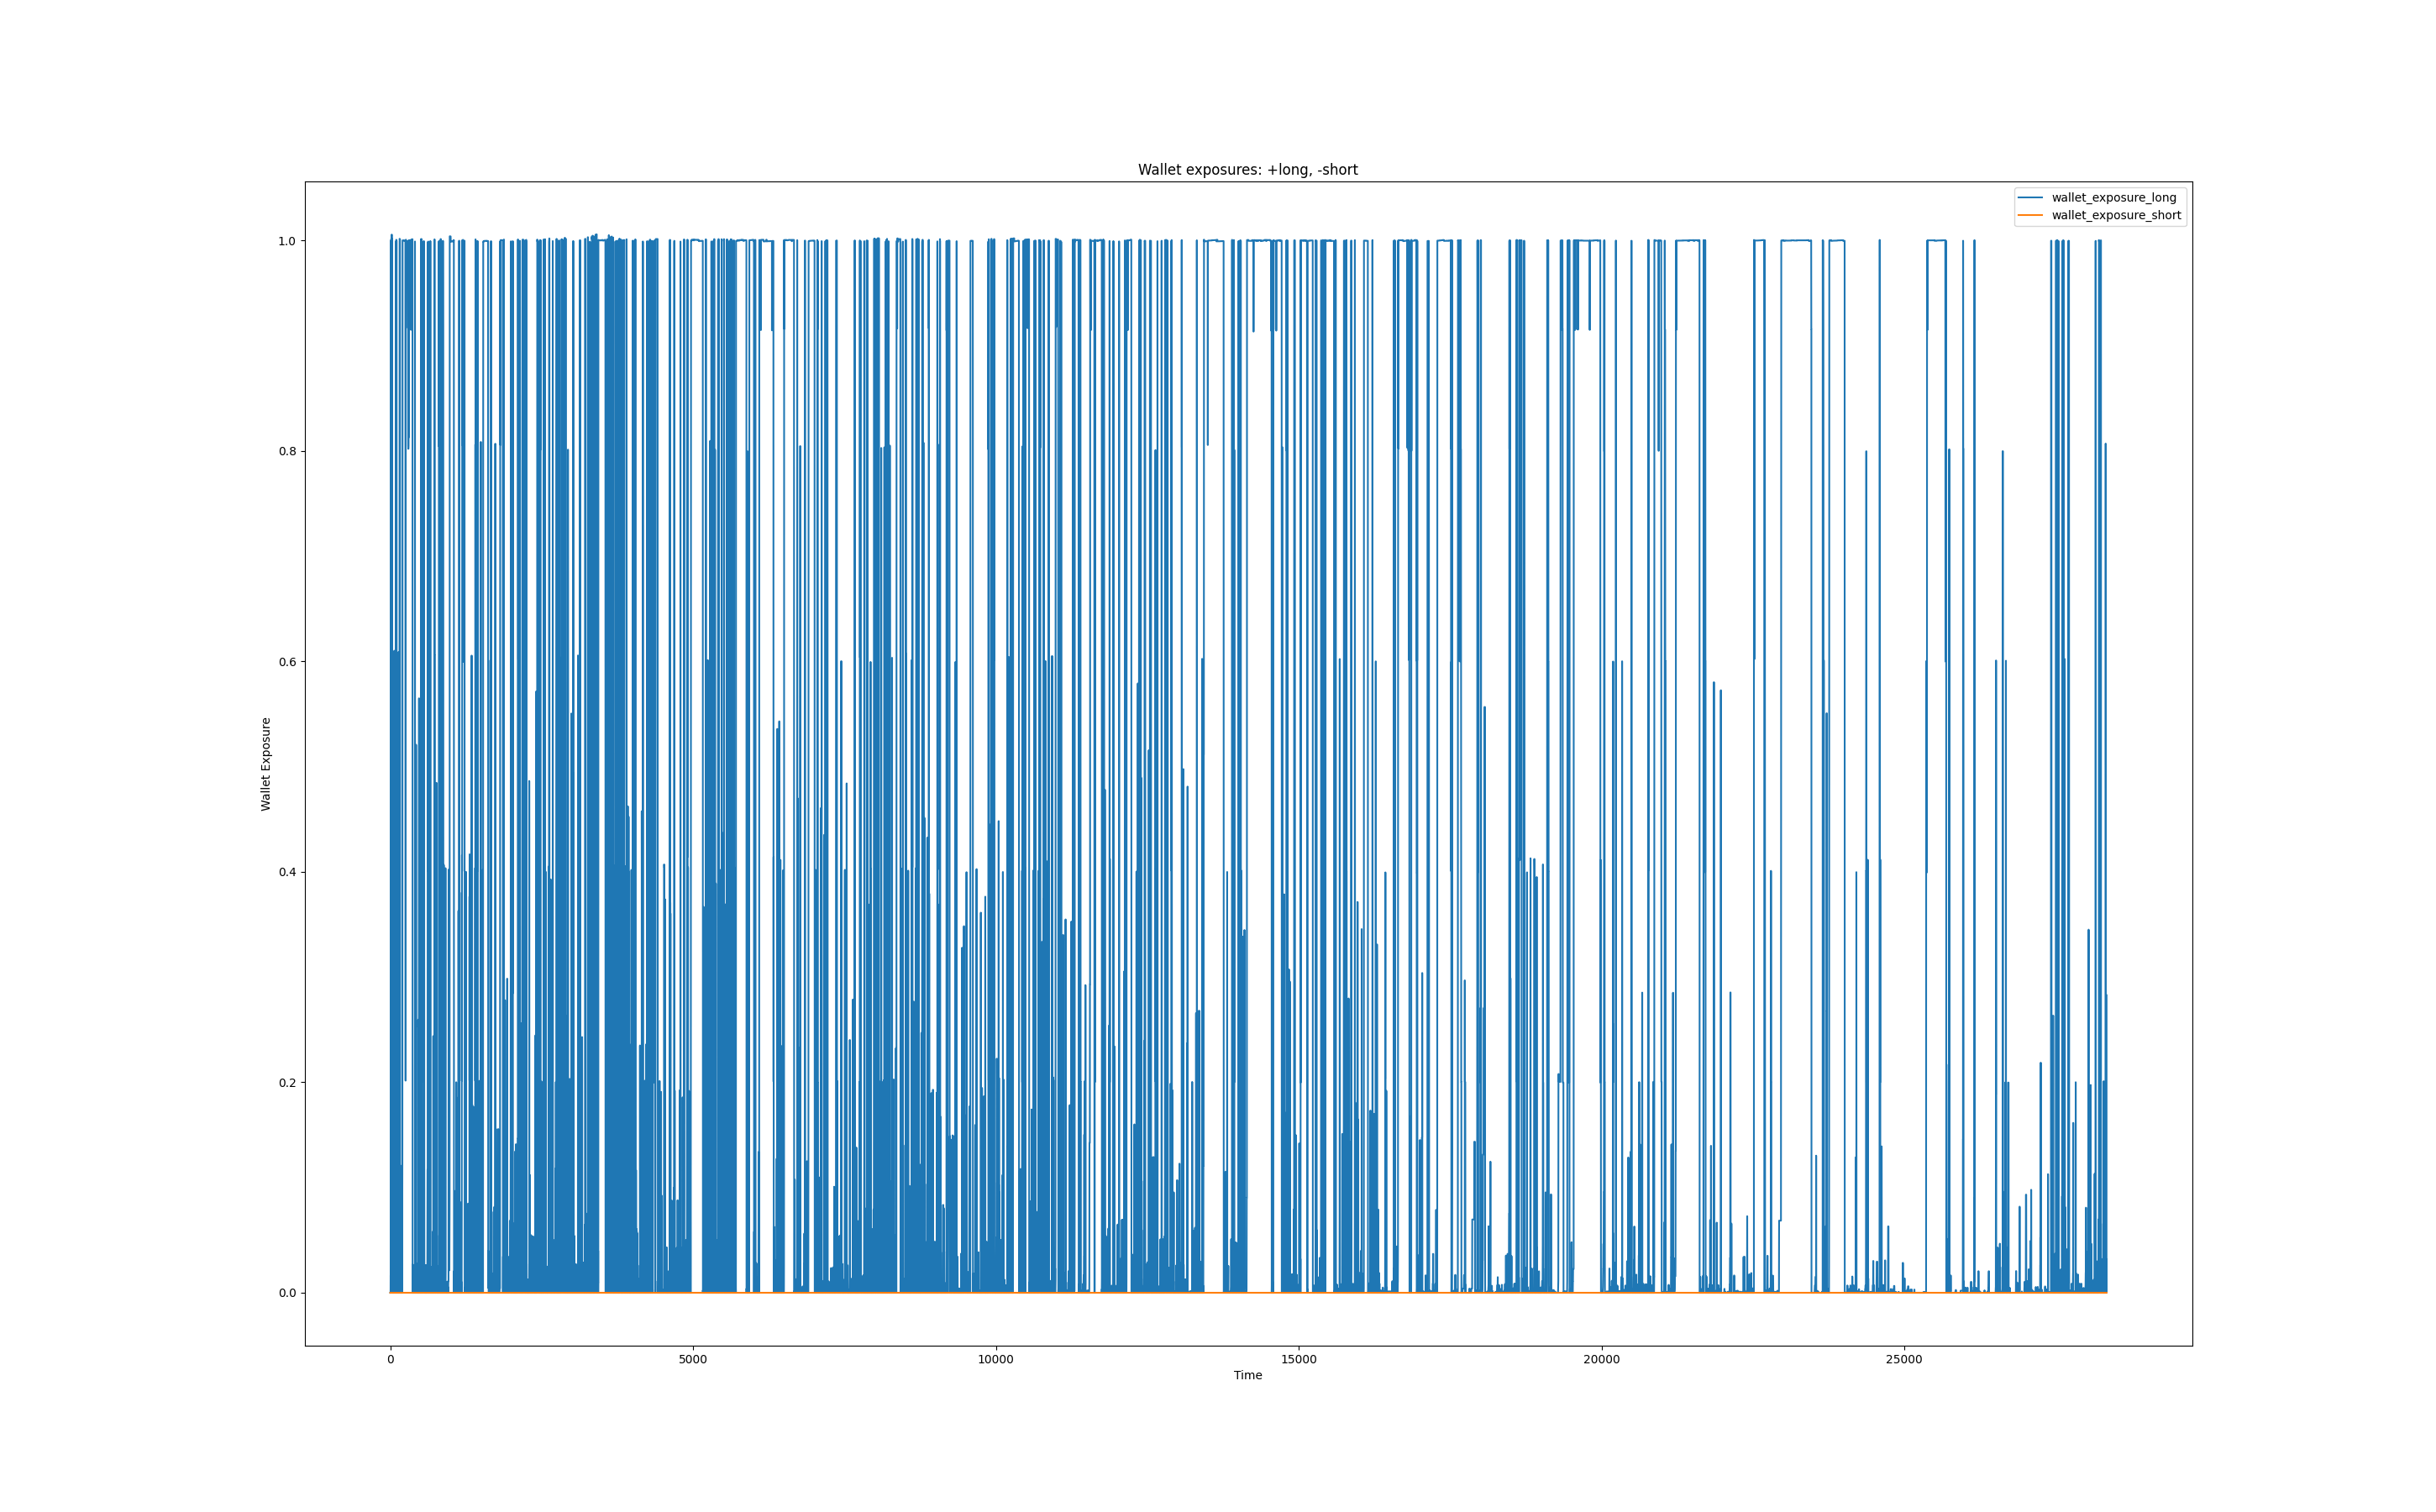 Wallet exposures: +long, -short
wallet_exposure_long
wallet_exposure_short
1.0
0.8
0.6
0.4
0.2
0.0
Wallet Exposure
0 5000 10000 15000 20000 25000
Time